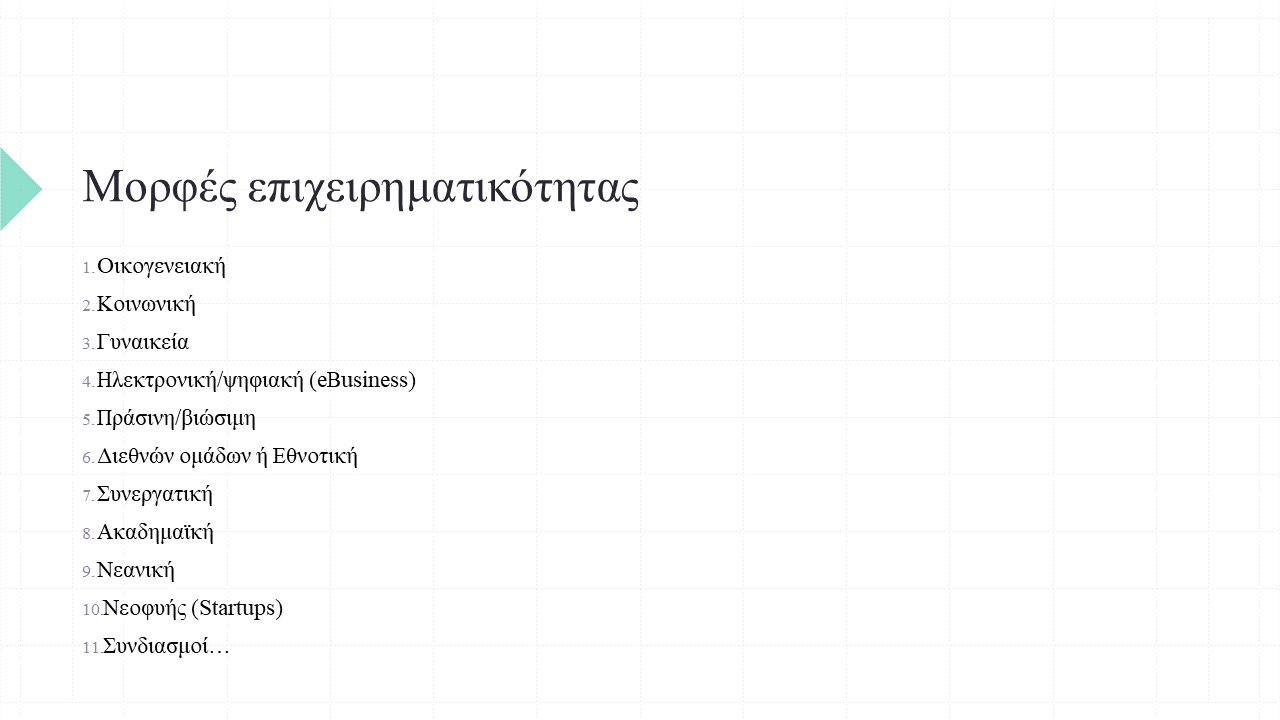 Μορφές επιχειρηματικότητας
1. Οικογενειακή
2. Κοινωνική
3. Γυναικεία
4. Ηλεκτρονική/ψηφιακή (eBusiness)
5. Πράσινη/βιώσιμη
6. Διεθνών ομάδων ή Εθνοτική
7. Συνεργατική
8. Ακαδημαϊκή
9. Νεανική
10. Νεοφυής (Startups)
11. Συνδιασμοί…